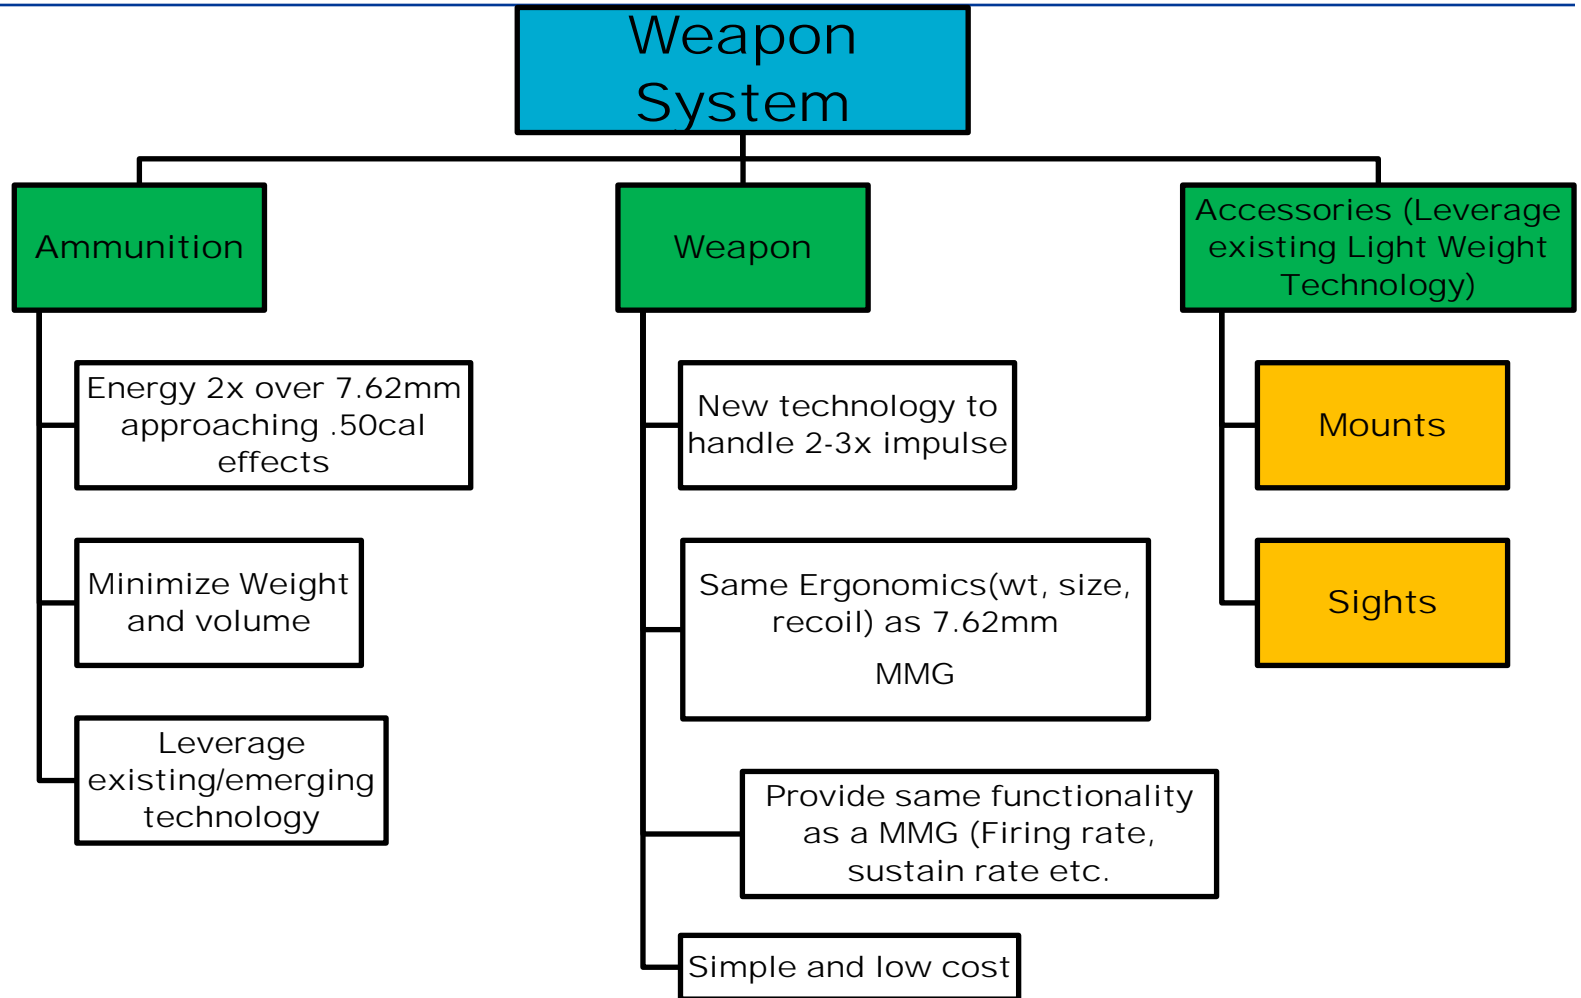 Weapon
System
Ammunition
Energy 2x over 7.62mm
approaching .50cal
effects
Minimize Weight
and volume
Leverage
existing/emerging
technology
Weapon
New technology to
handle 2-3x impulse
Same Ergonomics(wt, size,
recoil) as 7.62mm
MMG
Provide same functionality
as a MMG (Firing rate,
sustain rate etc.
Simple and low cost
Accessories (Leverage
existing Light Weight
Technology)
Mounts
Sights